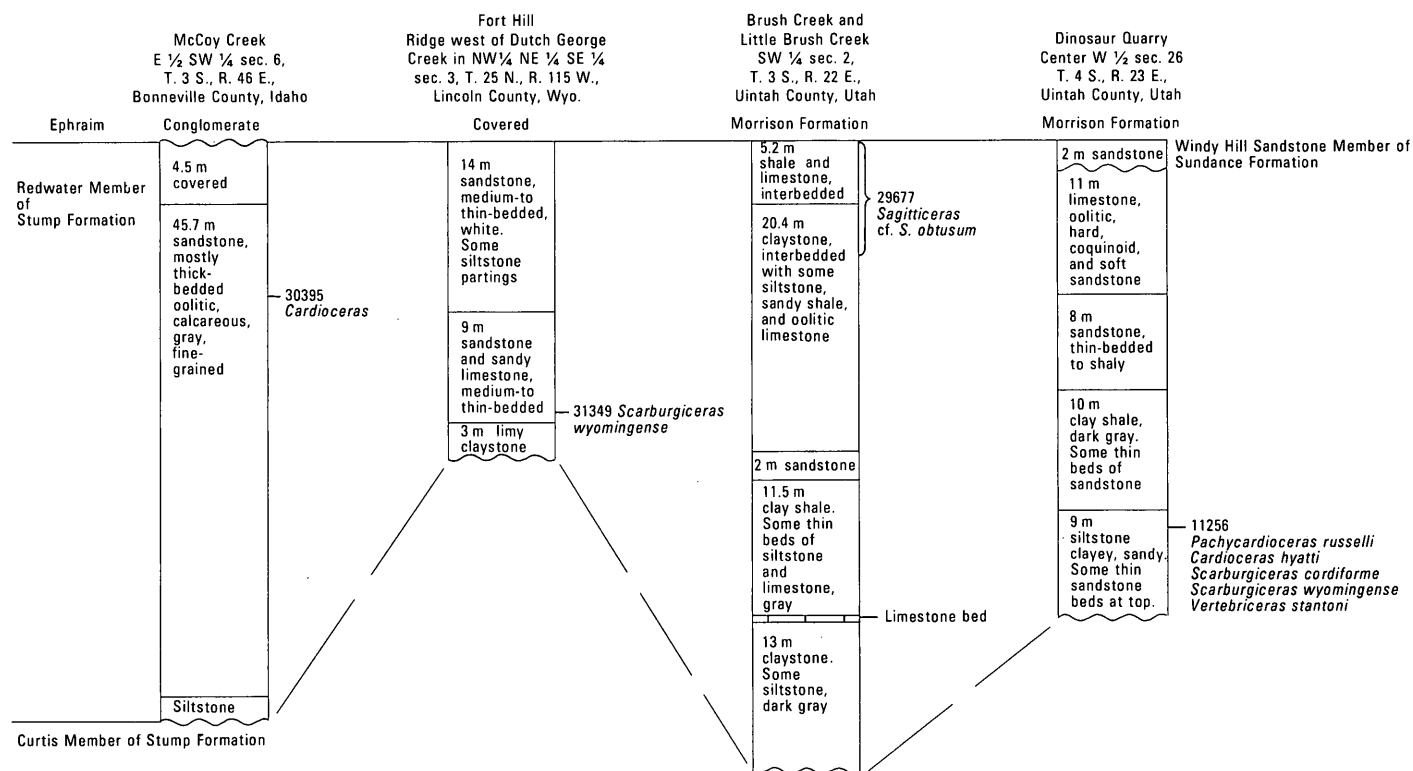 McCoy Creek
E ½ SW ¼ sec. 6,
T. 3 S., R. 46 E.,
Bonneville County, Idaho
Fort Hill
Ridge west of Dutch George
Creek in NW¼ NE ¼ SE ¼
sec. 3, T. 25 N., R. 115 W.,
Lincoln County, Wyo.
Brush Creek and
Little Brush Creek
SW ¼ sec. 2,
T. 3 S., R. 22 E.,
Uintah County, Utah
Dinosaur Quarry
Center W ½ sec. 26
T. 4 S., R. 23 E.,
Uintah County, Utah
Ephraim
Conglomerate
Covered
Morrison Formation
Morrison Formation
Redwater Member
of
Stump Formation
4.5 m
covered
45.7 m
sandstone,
mostly
thick-
bedded
oolitic,
calcareous,
gray,
fine-
grained
Siltstone
30395
Cardioceras
Curtis Member of Stump Formation
14 m
sandstone,
medium-to
thin-bedded,
white.
Some
siltstone
partings
9 m
sandstone
and sandy
limestone,
medium-to
thin-bedded
3 m limy
claystone
31349 Scarburgiceras
wyomingense
5.2 m
shale and
limestone,
interbedded
20.4 m
claystone,
interbedded
with some
siltstone,
sandy shale,
and oolitic
limestone
2 m sandstone
11.5 m
clay shale.
Some thin
beds of
siltstone
and
limestone,
gray
13 m
claystone.
Some
siltstone,
dark gray
29677
Sagitticeras
cf. S. obtusum
Limestone bed
2 m sandstone
11 m
limestone,
oolitic,
hard,
coquinoid,
and soft
sandstone
8 m
sandstone,
thin-bedded
to shaly
10 m
clay shale,
dark gray.
Some thin
beds of
sandstone
9 m
siltstone
clayey, sandy.
Some thin
sandstone
beds at top.
Windy Hill Sandstone Member of
Sundance Formation
11256
Pachycardioceras russelli
Cardioceras hyatti
Scarburgiceras cordiforme
Scarburgiceras wyomingense
Vertebriceras stantoni